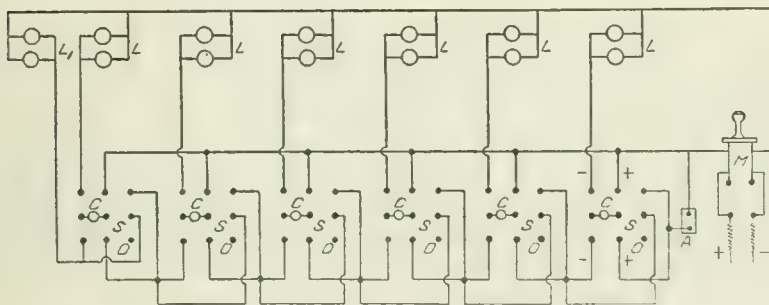 L₁ L L L L L L
M
- +
C C C C C C
S S S S S S
O O O O O O
A
- +
+ -